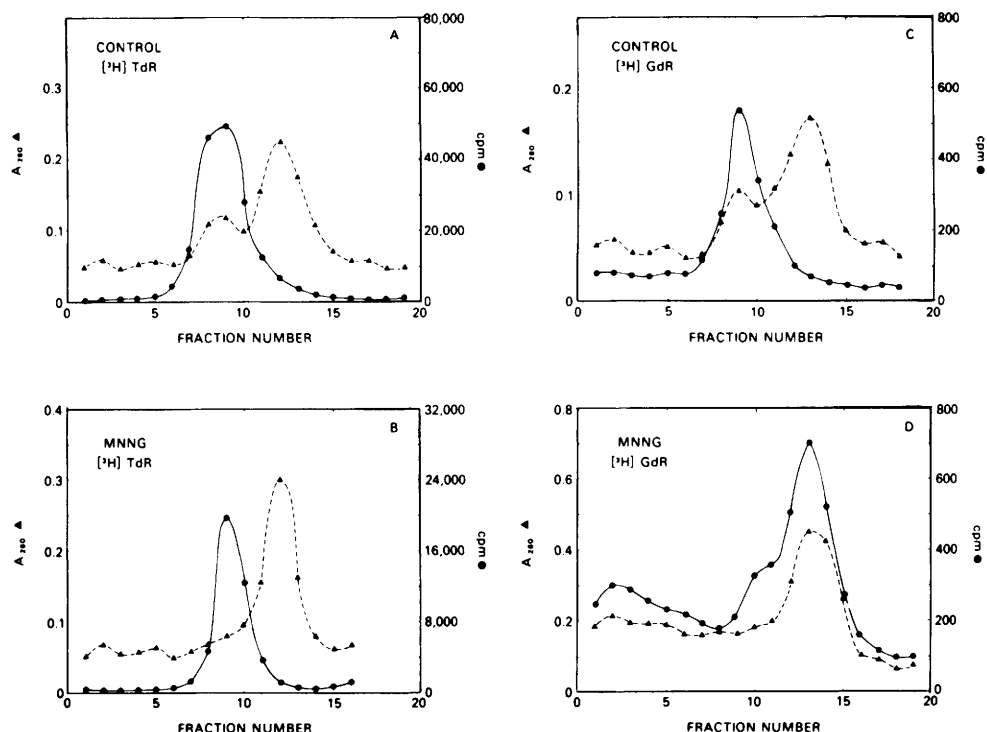 A
CONTROL
[³H] TdR
80,000
60,000
40,000
20,000
0
0.3
0.2
0.1
0
A₂₈₀ ▲
cpm ●
0 5 10 15 20
FRACTION NUMBER
C
CONTROL
[³H] GdR
800
600
400
200
0
0.2
0.1
0
A₂₈₀ ▲
cpm ●
0 5 10 15 20
FRACTION NUMBER
B
MNNG
[³H] TdR
32,000
24,000
16,000
8,000
0
0.4
0.3
0.2
0.1
0
A₂₈₀ ▲
cpm ●
0 5 10 15 20
FRACTION NUMBER
D
MNNG
[³H] GdR
800
600
400
200
0
0.8
0.6
0.4
0.2
0
A₂₈₀ ▲
cpm ●
0 5 10 15 20
FRACTION NUMBER